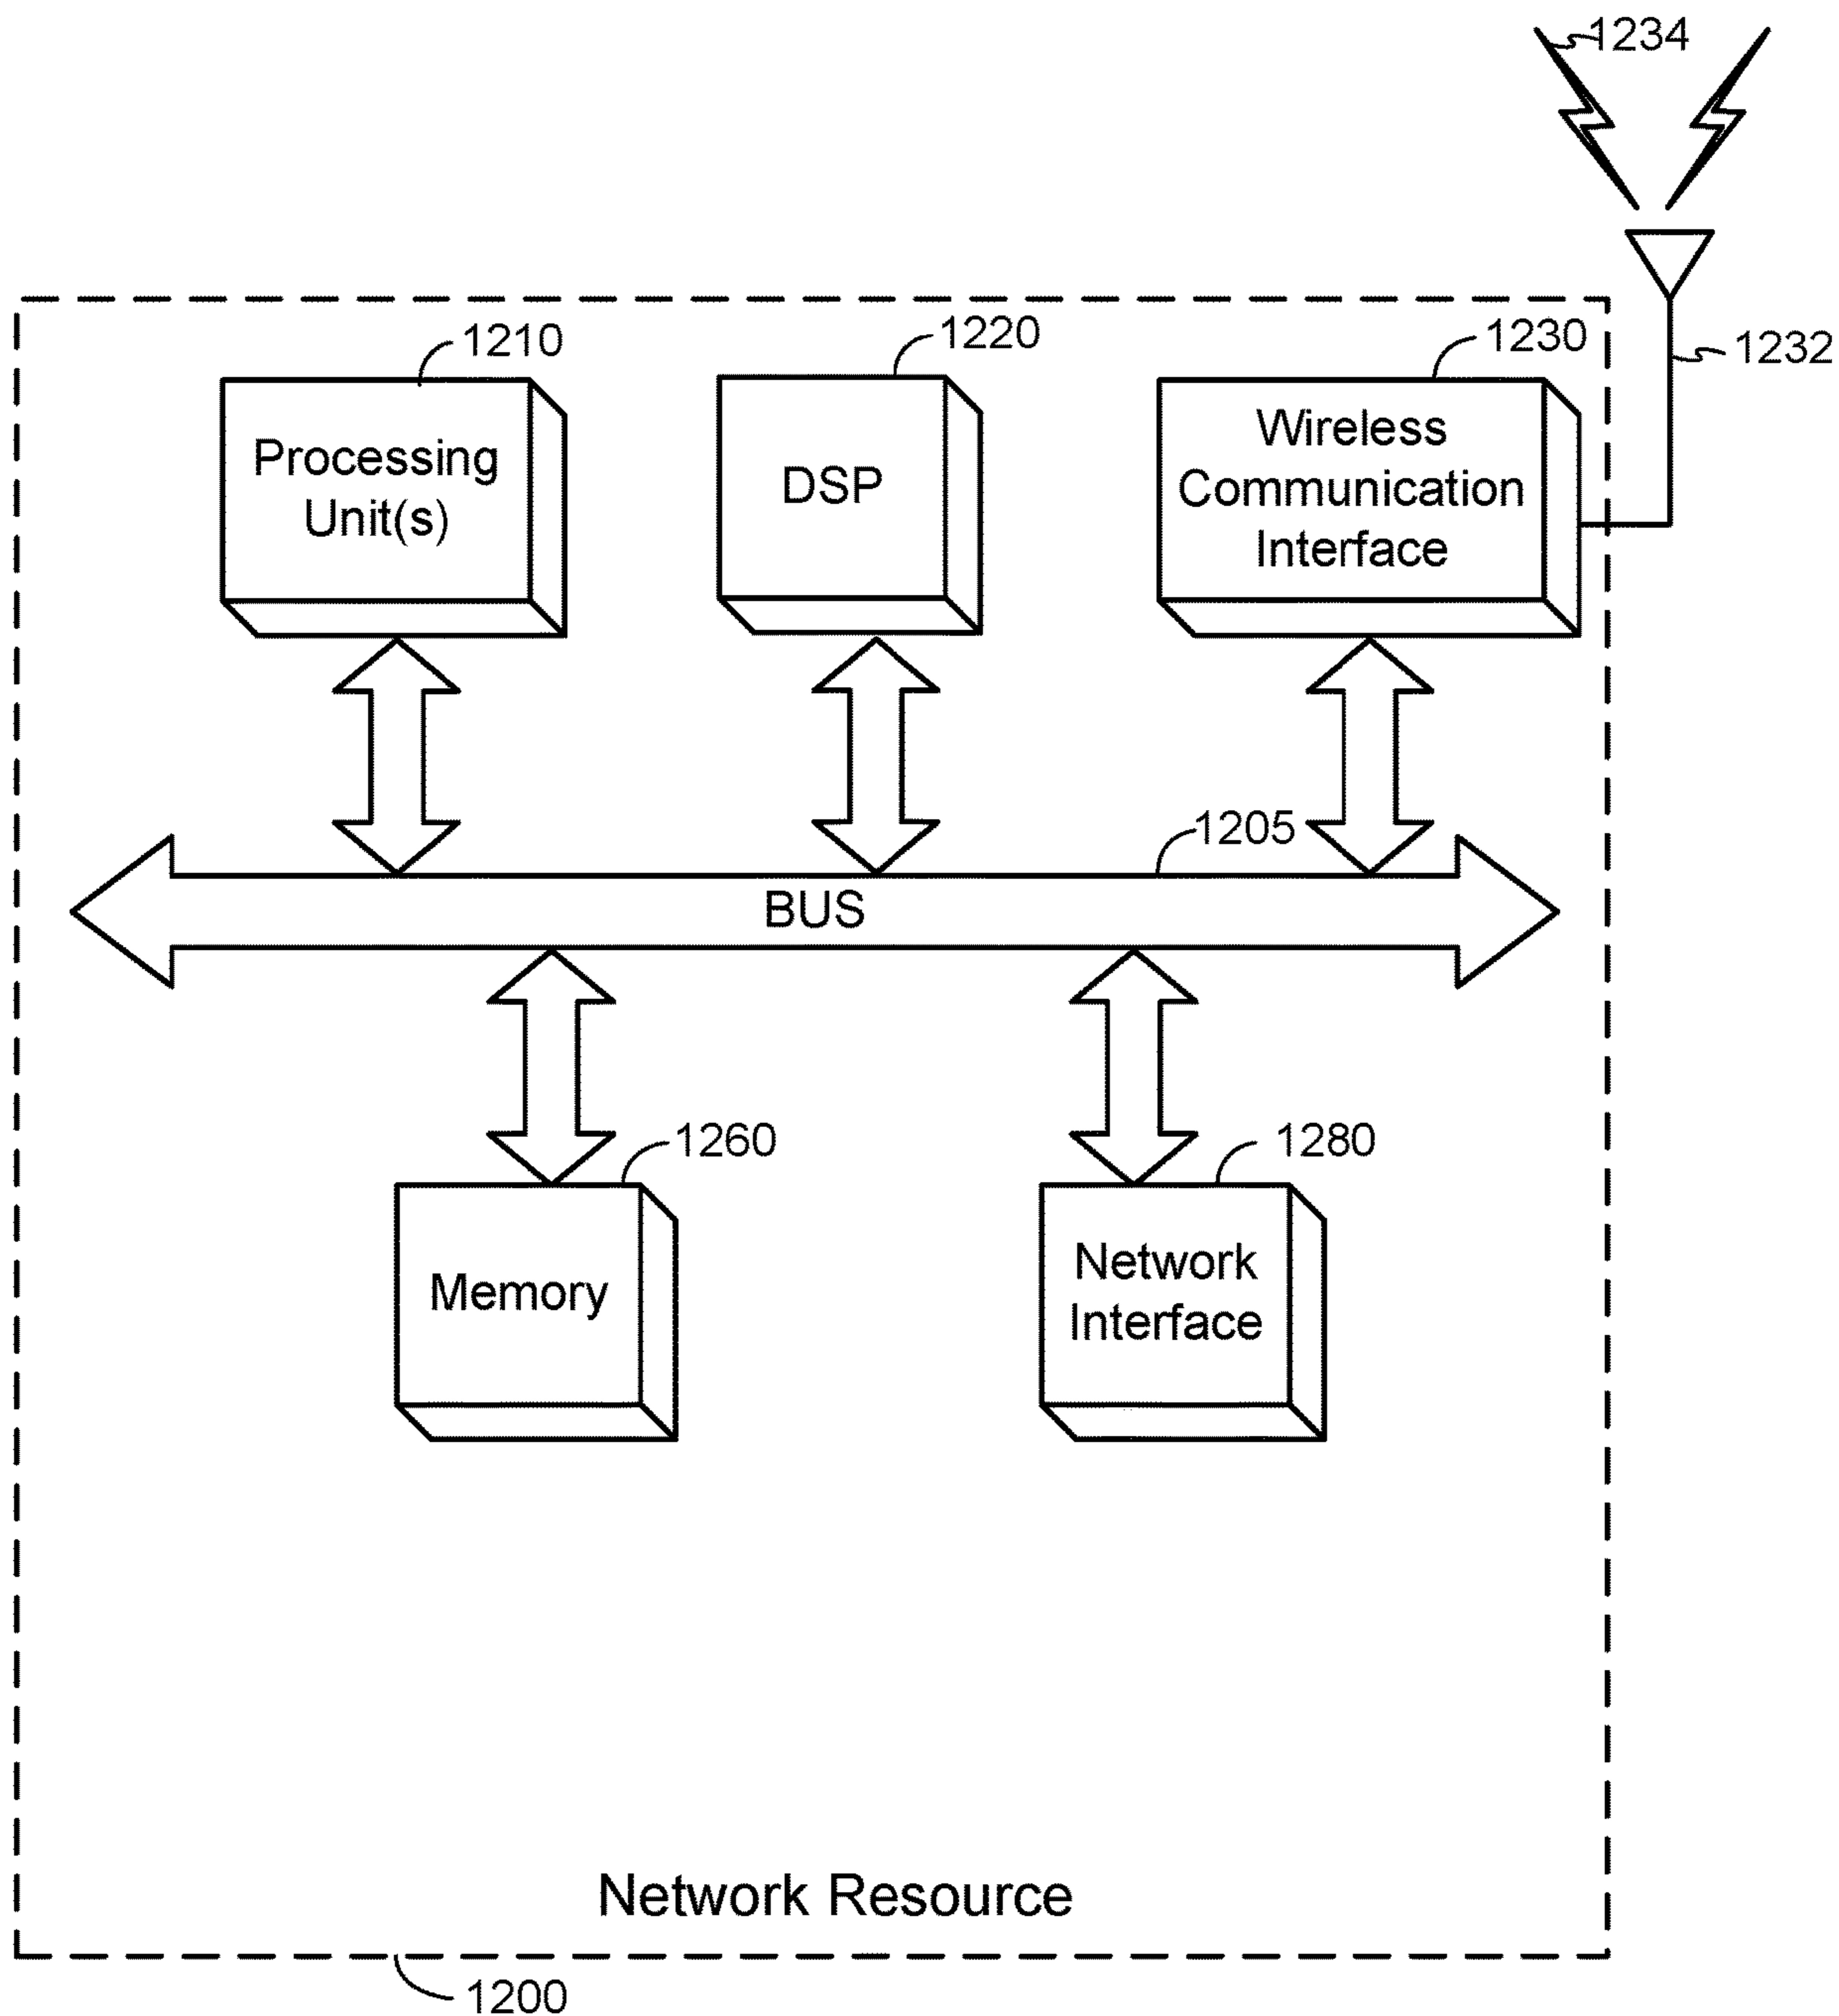 1234
1210
1220
1230
1232
Processing
Unit(s)
DSP
Wireless
Communication
Interface
1205
BUS
1260
1280
Memory
Network
Interface
Network Resource
1200